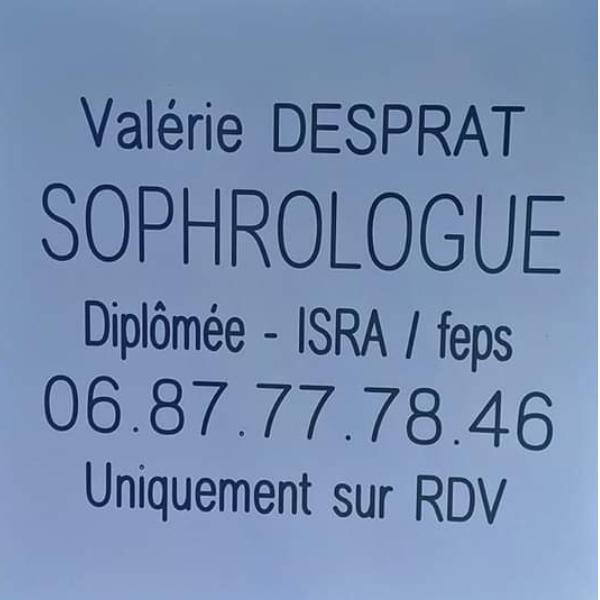 Valérie DESPRAT
SOPHROLOGUE
Diplômée - ISRA / feps
06.87.77.78.46
Uniquement sur RDV